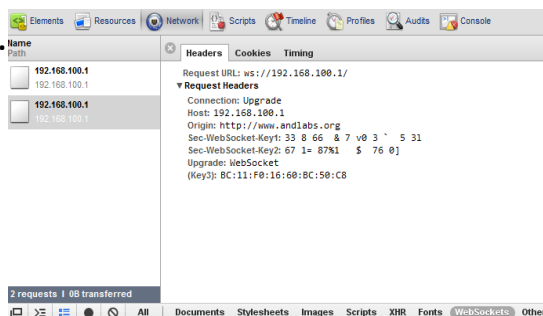 Elements Resources Network Scripts Timeline Profiles Audits Console
Name
Path
Headers Cookies Timing
192.168.100.1
192.168.100.1
192.168.100.1
192.168.100.1
Request URL: ws://192.168.100.1/
▼Request Headers
Connection: Upgrade
Host: 192.168.100.1
Origin: http://www.andlabs.org
Sec-WebSocket-Key1: 33 8 66  & 7 v0 3 `  5 31
Sec-WebSocket-Key2: 67 1= 87%1   $  76 0]
Upgrade: WebSocket
(Key3): BC:11:F0:16:60:BC:50:C8
2 requests I 0B transferred
All Documents Stylesheets Images Scripts XHR Fonts WebSockets Other